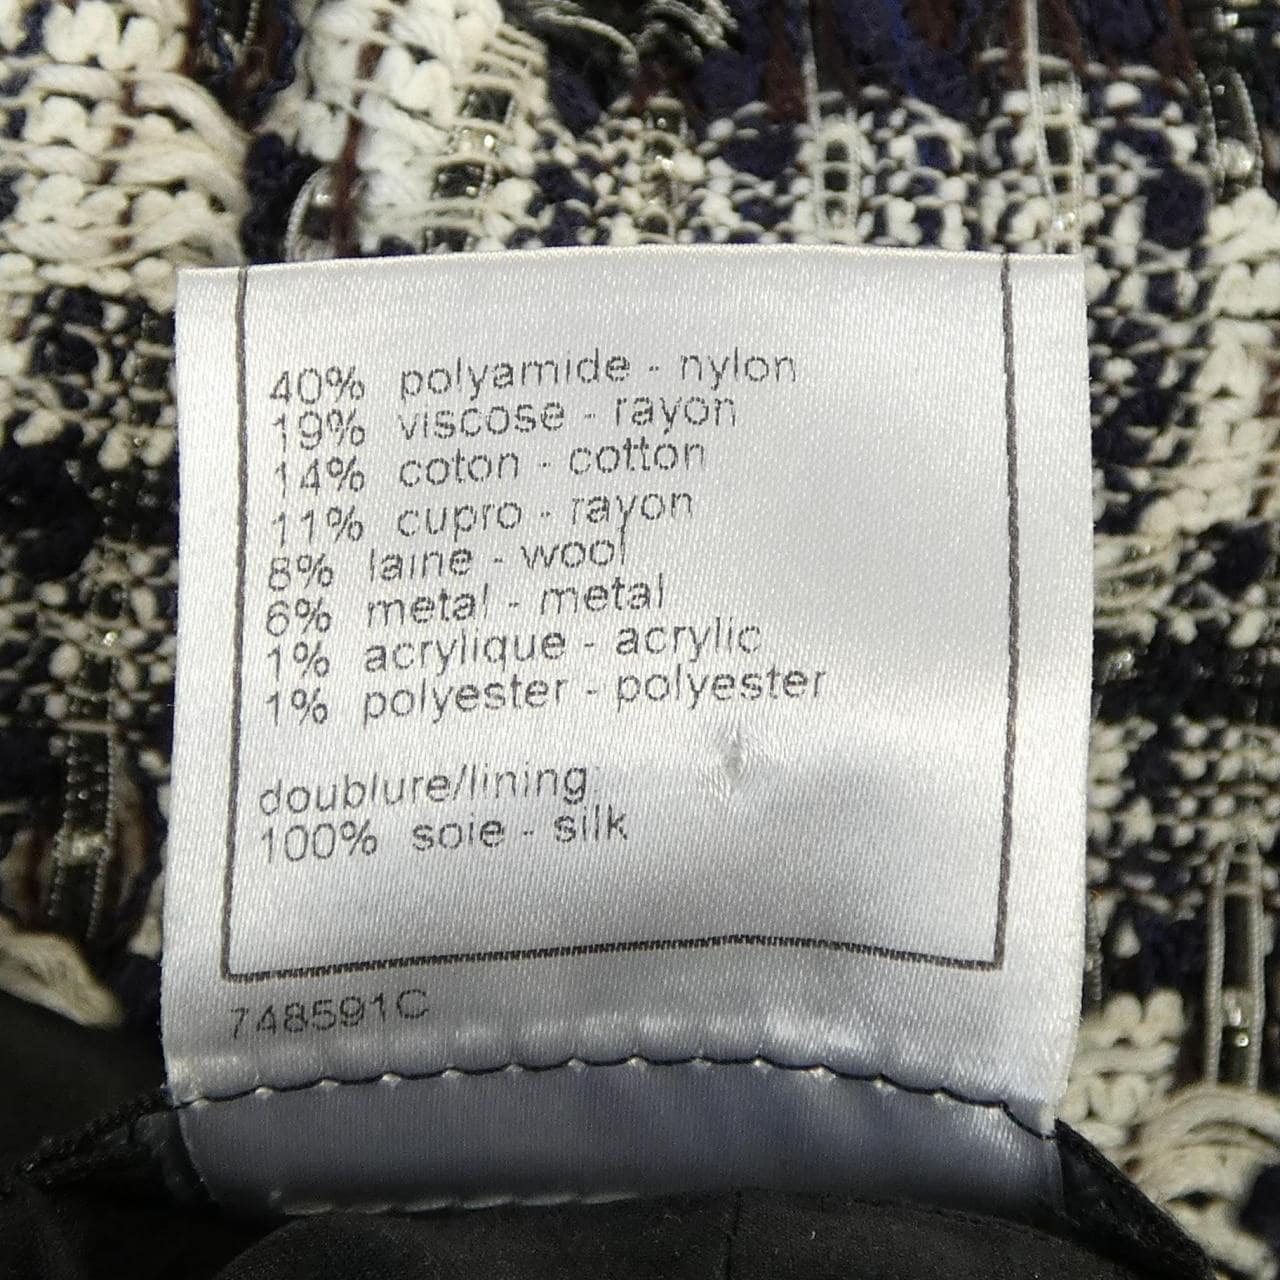 40% polyamide - nylon
19% viscose - rayon
14% coton - cotton
11% cupro - rayon
8% laine - wool
6% metal - metal
1% acrylique - acrylic
1% polyester - polyester
doublure/lining
100% soie - silk
748591C